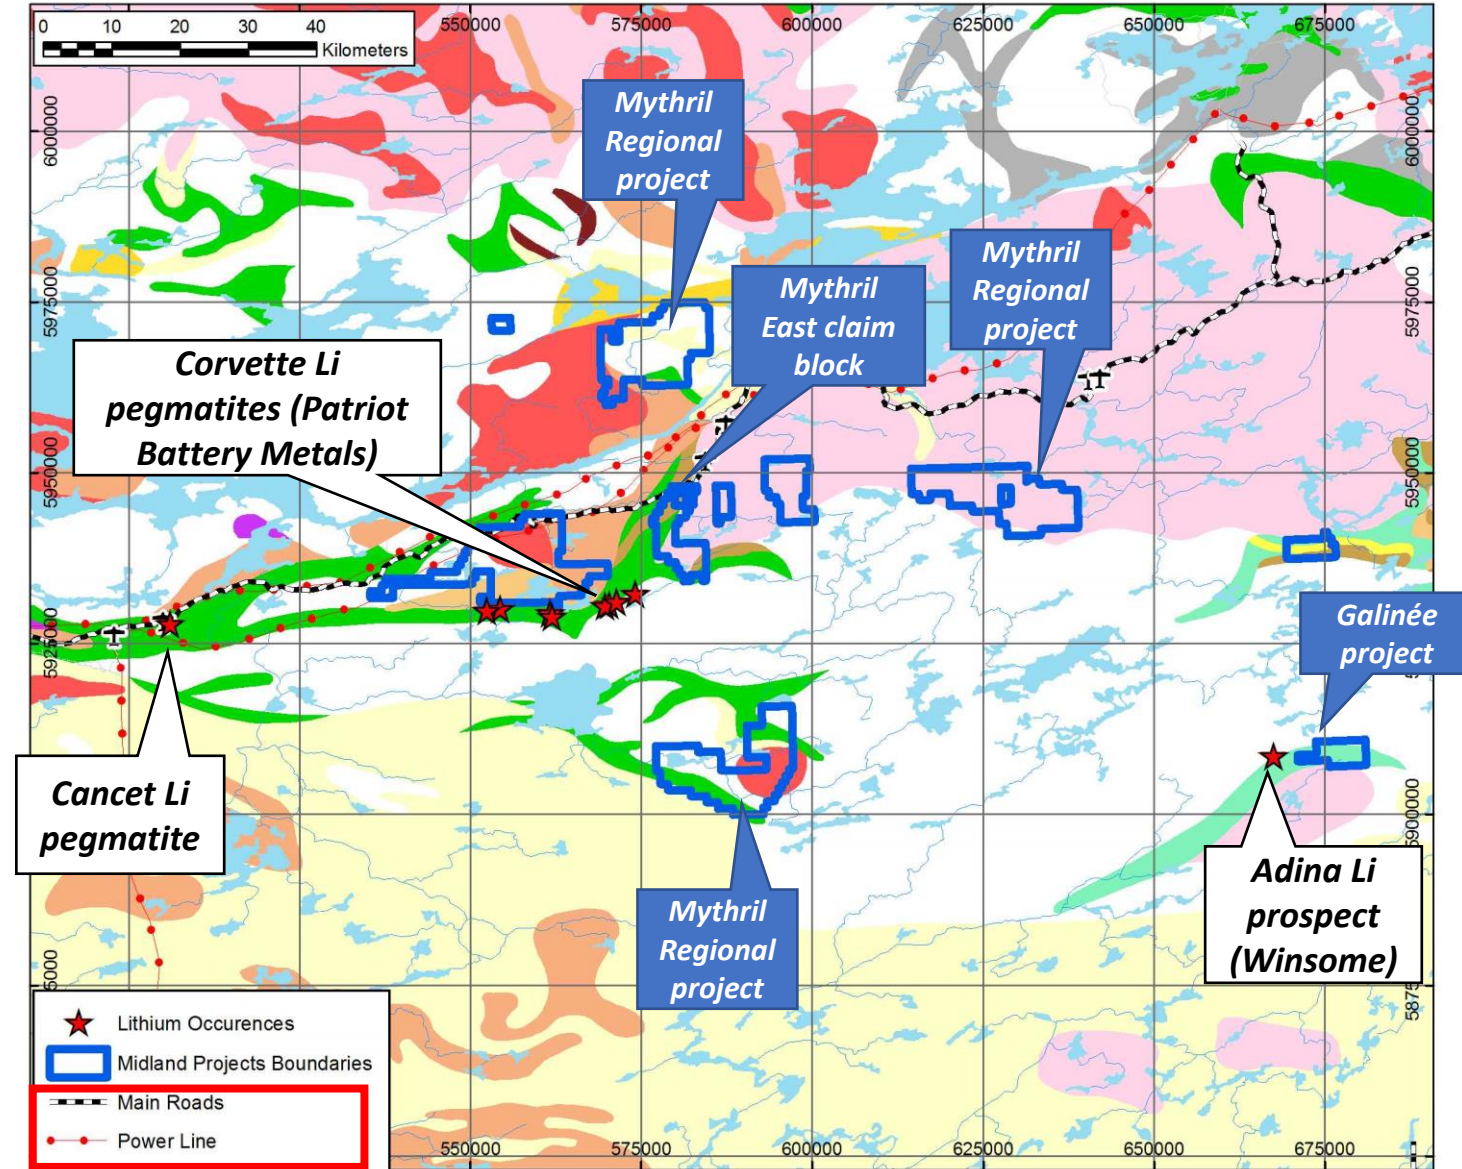 0 10 20 30 40
Kilometers
550000 575000 600000 625000 650000 675000
Mythril
Regional
project
6000000
6000000
Mythril
Regional
project
Mythril
East claim
block
5975000
5975000
Corvette Li
pegmatites (Patriot
Battery Metals)
5950000
5950000
5925000
Galinée
project
Cancet Li
pegmatite
5900000
Adina Li
prospect
(Winsome)
Mythril
Regional
project
5000
5875
Lithium Occurences
Midland Projects Boundaries
Main Roads
Power Line
550000 575000 600000 625000 650000 675000